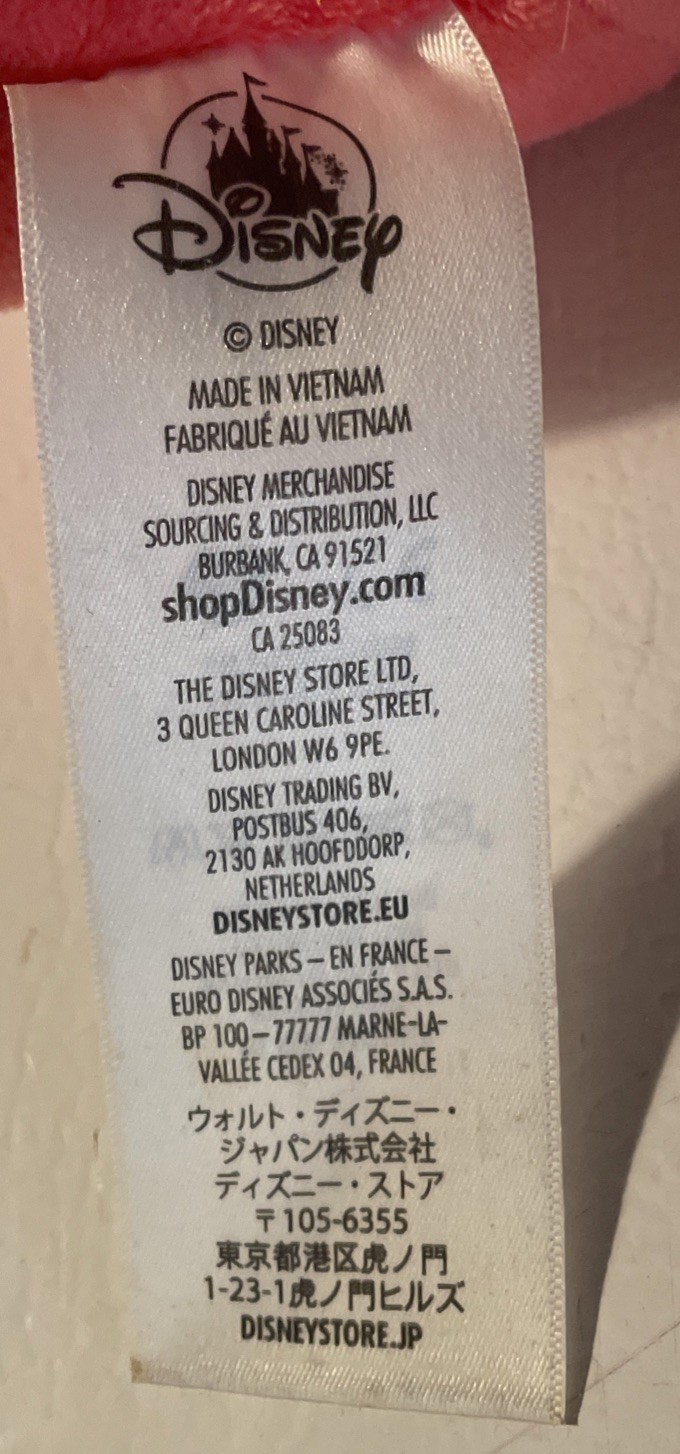 Disney
© DISNEY
MADE IN VIETNAM
FABRIQUÉ AU VIETNAM
DISNEY MERCHANDISE
SOURCING & DISTRIBUTION, LLC
BURBANK, CA 91521
shopDisney.com
CA 25083
THE DISNEY STORE LTD,
3 QUEEN CAROLINE STREET,
LONDON W6 9PE.
DISNEY TRADING BV,
POSTBUS 406,
2130 AK HOOFDDORP,
NETHERLANDS
DISNEYSTORE.EU
DISNEY PARKS – EN FRANCE –
EURO DISNEY ASSOCIÉS S.A.S.
BP 100 – 77777 MARNE-LA-
VALLÉE CEDEX 04, FRANCE
ウォルト・ディズニー・
ジャパン株式会社
ディズニー・ストア
〒105-6355
東京都港区虎ノ門
1-23-1虎ノ門ヒルズ
DISNEYSTORE.JP